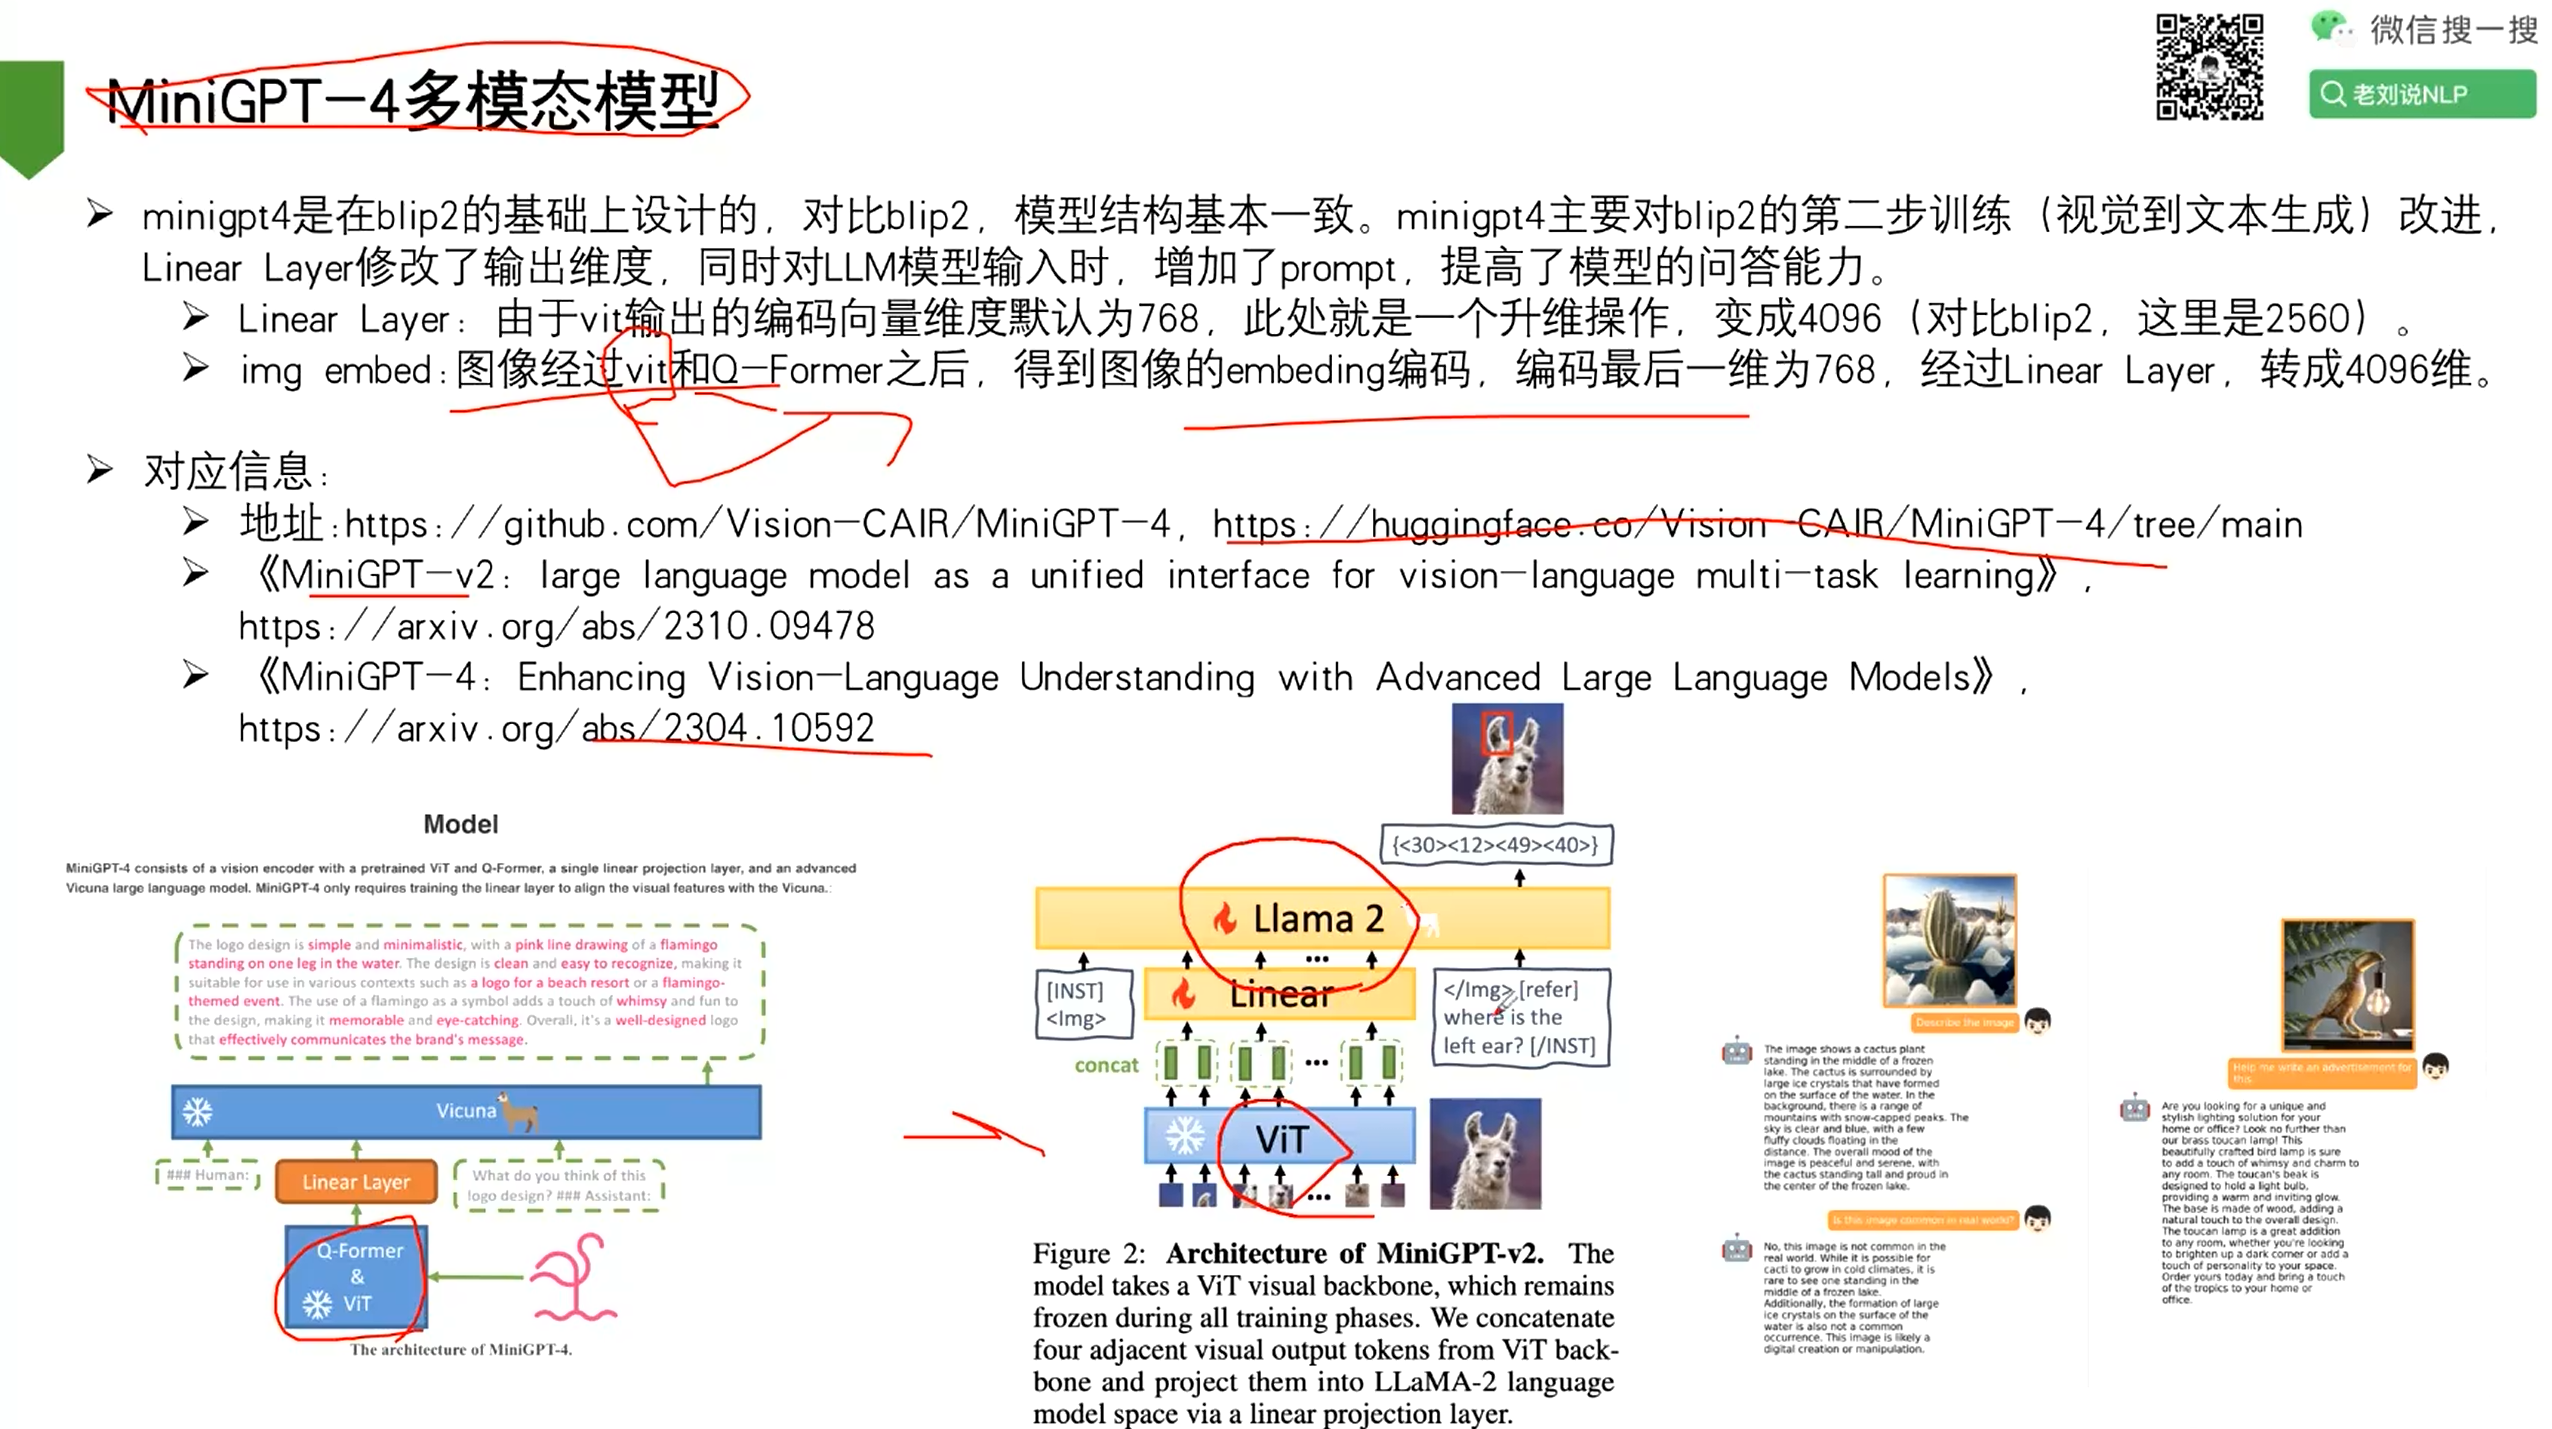 微信搜一搜
老刘说NLP
MiniGPT-4多模态模型
minigpt4是在blip2的基础上设计的，对比blip2，模型结构基本一致。minigpt4主要对blip2的第二步训练（视觉到文本生成）改进，
Linear Layer修改了输出维度，同时对LLM模型输入时，增加了prompt，提高了模型的问答能力。
Linear Layer：由于vit输出的编码向量维度默认为768，此处就是一个升维操作，变成4096（对比blip2，这里是2560）。
img embed:图像经过vit和Q-Former之后，得到图像的embeding编码，编码最后一维为768，经过Linear Layer，转成4096维。
对应信息：
地址:https://github.com/Vision-CAIR/MiniGPT-4，https://huggingface.co/Vision-CAIR/MiniGPT-4/tree/main
《MiniGPT-v2：large language model as a unified interface for vision-language multi-task learning》，
https://arxiv.org/abs/2310.09478
《MiniGPT-4：Enhancing Vision-Language Understanding with Advanced Large Language Models》，
https://arxiv.org/abs/2304.10592
Model
MiniGPT-4 consists of a vision encoder with a pretrained ViT and Q-Former, a single linear projection layer, and an advanced
Vicuna large language model. MiniGPT-4 only requires training the linear layer to align the visual features with the Vicuna.:
The logo design is simple and minimalistic, with a pink line drawing of a flamingo
standing on one leg in the water. The design is clean and easy to recognize, making it
suitable for use in various contexts such as a logo for a beach resort or a flamingo-
themed event. The use of a flamingo as a symbol adds a touch of whimsy and fun to
the design, making it memorable and eye-catching. Overall, it's a well-designed logo
that effectively communicates the brand's message.
Vicuna
### Human:
Linear Layer
What do you think of this
logo design? ### Assistant:
Q-Former
&
ViT
The architecture of MiniGPT-4.
{<30><12><49><40>}
Llama 2
...
[INST]
<Img>
Linear
</Img> [refer]
where is the
left ear? [/INST]
concat
...
ViT
...
Figure 2: Architecture of MiniGPT-v2. The
model takes a ViT visual backbone, which remains
frozen during all training phases. We concatenate
four adjacent visual output tokens from ViT back-
bone and project them into LLaMA-2 language
model space via a linear projection layer.
Describe the image
The image shows a cactus plant
standing in the middle of a frozen
lake. The cactus is surrounded by
large ice crystals that have formed
on the surface of the water. In the
background, there is a range of
mountains with snow-capped peaks. The
sky is clear and blue, with a few
fluffy clouds floating in the
distance. The overall mood of the
image is peaceful and serene, with
the cactus standing tall and proud in
the center of the frozen lake.
Is this image common in real world?
No, this image is not common in the
real world. While it is possible for
cacti to grow in cold climates, it is
rare to see one standing in the
middle of a frozen lake.
Additionally, the formation of large
ice crystals on the surface of the
water is also not a common
occurrence. This image is likely a
digital creation or manipulation.
Help me write an advertisement for
this.
Are you looking for a unique and
stylish lighting solution for your
home or office? Look no further than
our brass toucan lamp! This
beautifully crafted bird lamp is sure
to add a touch of whimsy and charm to
any room. The toucan's beak is
designed to hold a light bulb,
providing a warm and inviting glow.
The base is made of wood, adding a
natural touch to the overall design.
The toucan lamp is a great addition
to any room, whether you're looking
to brighten up a dark corner or add a
touch of personality to your space.
Order yours today and bring a touch
of the tropics to your home or
office.